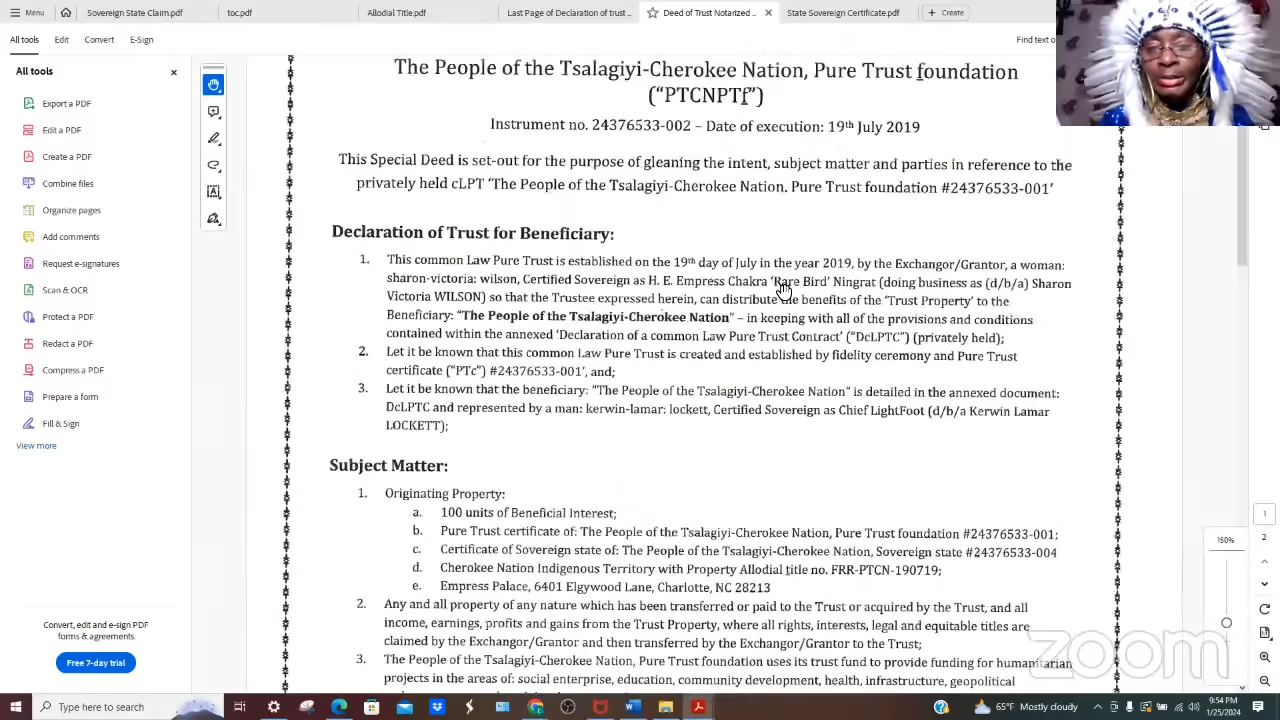 Menu
Sovereign State Claim.pdf
toc.pdf
Allodial Title.pdf
Last Page of Declaration of trust ...
Deed of Trust Notarized ...
State Sovereign Certificate.pdf
Create
All tools Edit Convert E-Sign
Find text o
All tools
Export a PDF
Edit a PDF
Create a PDF
Combine files
Organize pages
Add comments
Request e-signatures
Scan & OCR
Protect a PDF
Redact a PDF
Compress a PDF
Prepare a form
Fill & Sign
View more
Convert, edit and e-sign PDF
forms & agreements
Free 7-day trial
The People of the Tsalagiyi-Cherokee Nation, Pure Trust foundation
("PTCNPTf")
Instrument no. 24376533-002 – Date of execution: 19th July 2019
This Special Deed is set-out for the purpose of gleaning the intent, subject matter and parties in reference to the
privately held cLPT 'The People of the Tsalagiyi-Cherokee Nation. Pure Trust foundation #24376533-001'
Declaration of Trust for Beneficiary:
1. This common Law Pure Trust is established on the 19th day of July in the year 2019, by the Exchangor/Grantor, a woman:
sharon-victoria: wilson, Certified Sovereign as H. E. Empress Chakra 'Rare Bird' Ningrat (doing business as (d/b/a) Sharon
Victoria WILSON) so that the Trustee expressed herein, can distribute the benefits of the 'Trust Property' to the
Beneficiary: "The People of the Tsalagiyi-Cherokee Nation" – in keeping with all of the provisions and conditions
contained within the annexed 'Declaration of a common Law Pure Trust Contract' ("DcLPTC") (privately held);
2. Let it be known that this common Law Pure Trust is created and established by fidelity ceremony and Pure Trust
certificate ("PTc") #24376533-001', and;
3. Let it be known that the beneficiary: "The People of the Tsalagiyi-Cherokee Nation" is detailed in the annexed document:
DcLPTC and represented by a man: kerwin-lamar: lockett, Certified Sovereign as Chief LightFoot (d/b/a Kerwin Lamar
LOCKETT);
Subject Matter:
1. Originating Property:
a. 100 units of Beneficial Interest;
b. Pure Trust certificate of: The People of the Tsalagiyi-Cherokee Nation, Pure Trust foundation #24376533-001;
c. Certificate of Sovereign state of: The People of the Tsalagiyi-Cherokee Nation, Sovereign state #24376533-004
d. Cherokee Nation Indigenous Territory with Property Allodial title no. FRR-PTCN-190719;
e. Empress Palace, 6401 Elgywood Lane, Charlotte, NC 28213
2. Any and all property of any nature which has been transferred or paid to the Trust or acquired by the Trust, and all
income, earnings, profits and gains from the Trust Property, where all rights, interests, legal and equitable titles are
claimed by the Exchangor/Grantor and then transferred by the Exchangor/Grantor to the Trust;
3. The People of the Tsalagiyi-Cherokee Nation, Pure Trust foundation uses its trust fund to provide funding for humanitarian
projects in the areas of: social enterprise, education, community development, health, infrastructure, geopolitical
zoom
1
2
150%
Type here to search
65°F Mostly cloudy
9:54 PM
1/25/2024